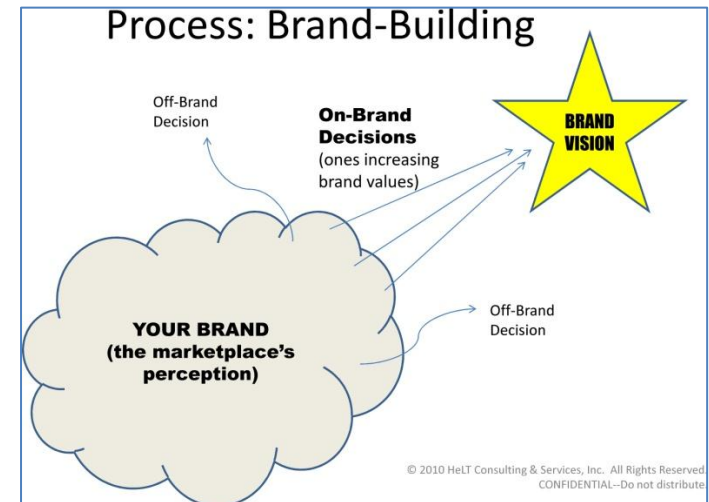 Process: Brand-Building
Off-Brand
Decision
On-Brand
Decisions
(ones increasing
brand values)
BRAND
VISION
YOUR BRAND
(the marketplace’s
perception)
Off-Brand
Decision
© 2010 HeLT Consulting & Services, Inc. All Rights Reserved.
CONFIDENTIAL--Do not distribute.